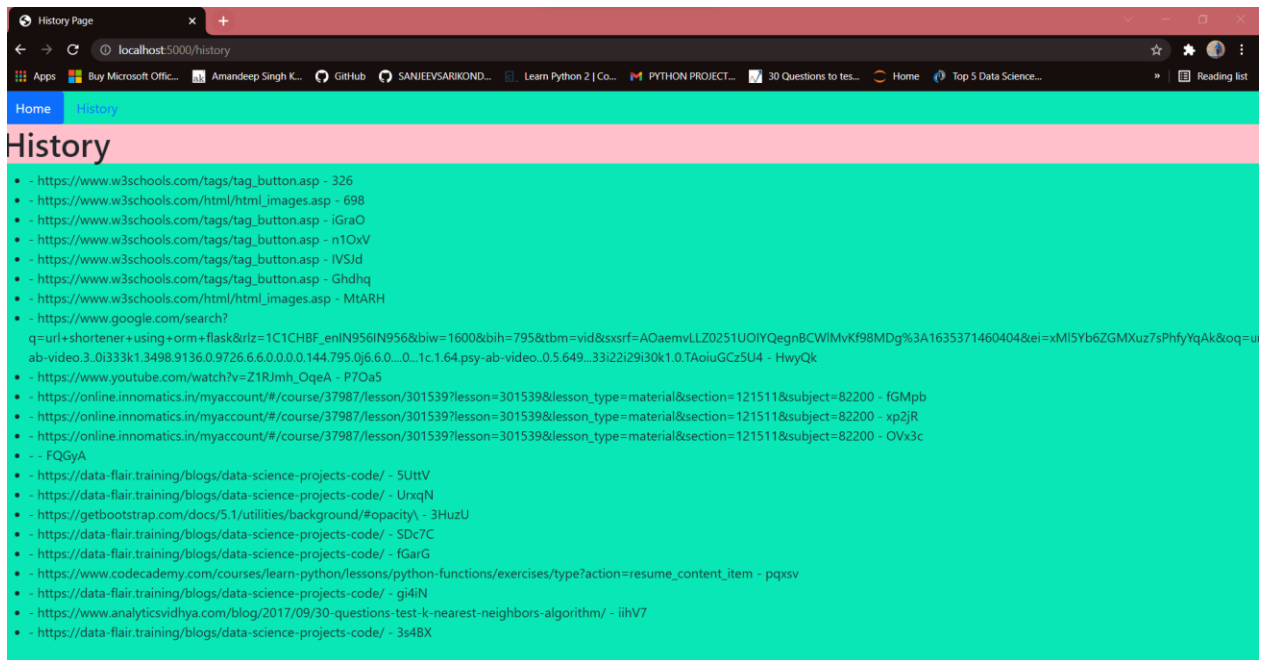 History Page
localhost:5000/history
Apps Buy Microsoft Offic... ak Amandeep Singh K... GitHub SANJEEVSARIKOND... Learn Python 2 | Co... PYTHON PROJECT... 30 Questions to tes... Home Top 5 Data Science... » Reading list
Home History
History
- https://www.w3schools.com/tags/tag_button.asp - 326
- https://www.w3schools.com/html/html_images.asp - 698
- https://www.w3schools.com/tags/tag_button.asp - iGraO
- https://www.w3schools.com/tags/tag_button.asp - n1OxV
- https://www.w3schools.com/tags/tag_button.asp - IVSJd
- https://www.w3schools.com/tags/tag_button.asp - Ghdhq
- https://www.w3schools.com/html/html_images.asp - MtARH
- https://www.google.com/search?
q=url+shortener+using+orm+flask&rlz=1C1CHBF_enIN956IN956&biw=1600&bih=795&tbm=vid&sxsrf=AOaemvLLZ0251UOIYQegnBCWlMvKf98MDg%3A1635371460404&ei=xMl5Yb6ZGMXuz7sPhfyYqAk&oq=ur
ab-video.3..0i333k1.3498.9136.0.9726.6.6.0.0.0.0.144.795.0j6.6.0....0...1c.1.64.psy-ab-video..0.5.649...33i22i29i30k1.0.TAoiuGCz5U4 - HwyQk
- https://www.youtube.com/watch?v=Z1RJmh_OqeA - P7Oa5
- https://online.innomatics.in/myaccount/#/course/37987/lesson/301539?lesson=301539&lesson_type=material&section=121511&subject=82200 - fGMpb
- https://online.innomatics.in/myaccount/#/course/37987/lesson/301539?lesson=301539&lesson_type=material&section=121511&subject=82200 - xp2jR
- https://online.innomatics.in/myaccount/#/course/37987/lesson/301539?lesson=301539&lesson_type=material&section=121511&subject=82200 - OVx3c
- - FQGyA
- https://data-flair.training/blogs/data-science-projects-code/ - 5UttV
- https://data-flair.training/blogs/data-science-projects-code/ - UrxqN
- https://getbootstrap.com/docs/5.1/utilities/background/#opacity\ - 3HuzU
- https://data-flair.training/blogs/data-science-projects-code/ - SDc7C
- https://data-flair.training/blogs/data-science-projects-code/ - fGarG
- https://www.codecademy.com/courses/learn-python/lessons/python-functions/exercises/type?action=resume_content_item - pqxsv
- https://data-flair.training/blogs/data-science-projects-code/ - gi4iN
- https://www.analyticsvidhya.com/blog/2017/09/30-questions-test-k-nearest-neighbors-algorithm/ - iihV7
- https://data-flair.training/blogs/data-science-projects-code/ - 3s4BX